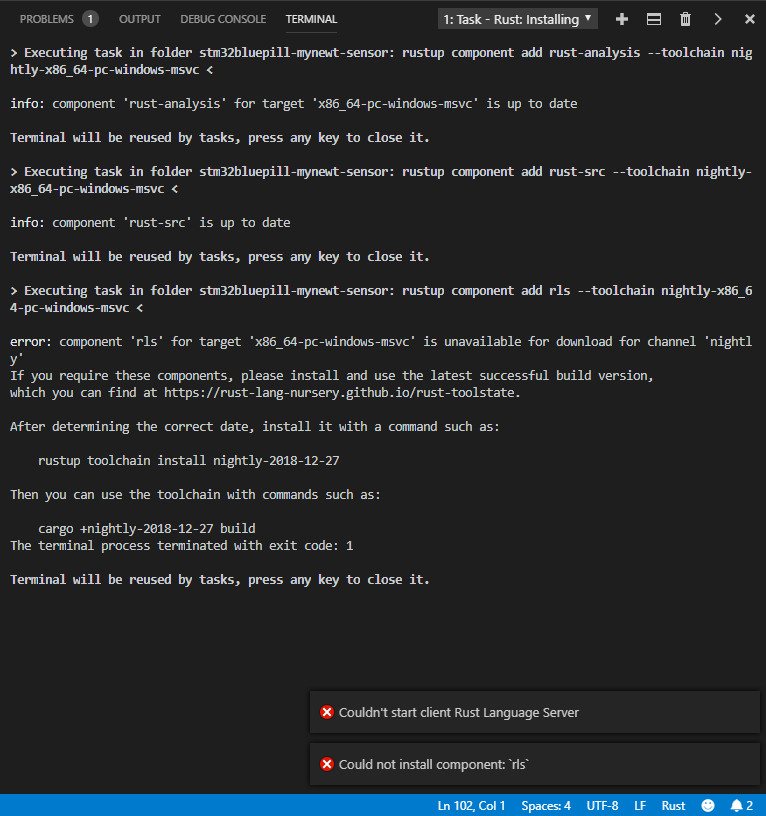 PROBLEMS 1 OUTPUT DEBUG CONSOLE TERMINAL 1: Task - Rust: Installing
> Executing task in folder stm32bluepill-mynewt-sensor: rustup component add rust-analysis --toolchain nig
htly-x86_64-pc-windows-msvc <
info: component 'rust-analysis' for target 'x86_64-pc-windows-msvc' is up to date
Terminal will be reused by tasks, press any key to close it.
> Executing task in folder stm32bluepill-mynewt-sensor: rustup component add rust-src --toolchain nightly-
x86_64-pc-windows-msvc <
info: component 'rust-src' is up to date
Terminal will be reused by tasks, press any key to close it.
> Executing task in folder stm32bluepill-mynewt-sensor: rustup component add rls --toolchain nightly-x86_6
4-pc-windows-msvc <
error: component 'rls' for target 'x86_64-pc-windows-msvc' is unavailable for download for channel 'nightl
y'
If you require these components, please install and use the latest successful build version,
which you can find at https://rust-lang-nursery.github.io/rust-toolstate.
After determining the correct date, install it with a command such as:
rustup toolchain install nightly-2018-12-27
Then you can use the toolchain with commands such as:
cargo +nightly-2018-12-27 build
The terminal process terminated with exit code: 1
Terminal will be reused by tasks, press any key to close it.
Couldn't start client Rust Language Server
Could not install component: `rls`
Ln 102, Col 1 Spaces: 4 UTF-8 LF Rust 2